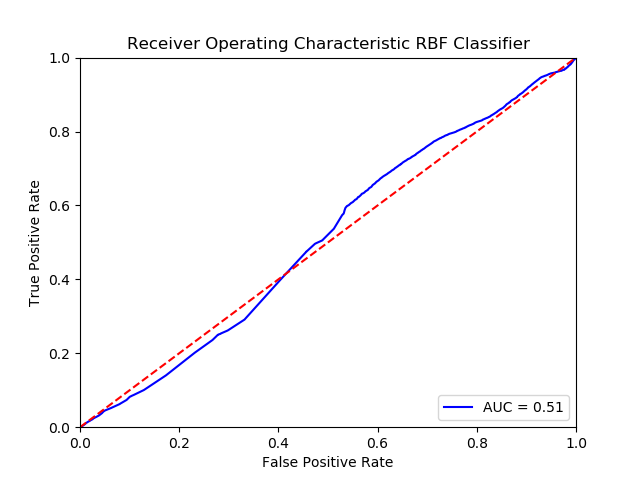 Receiver Operating Characteristic RBF Classifier
1.0
0.8
0.6
0.4
0.2
0.0
True Positive Rate
AUC = 0.51
0.0 0.2 0.4 0.6 0.8 1.0
False Positive Rate